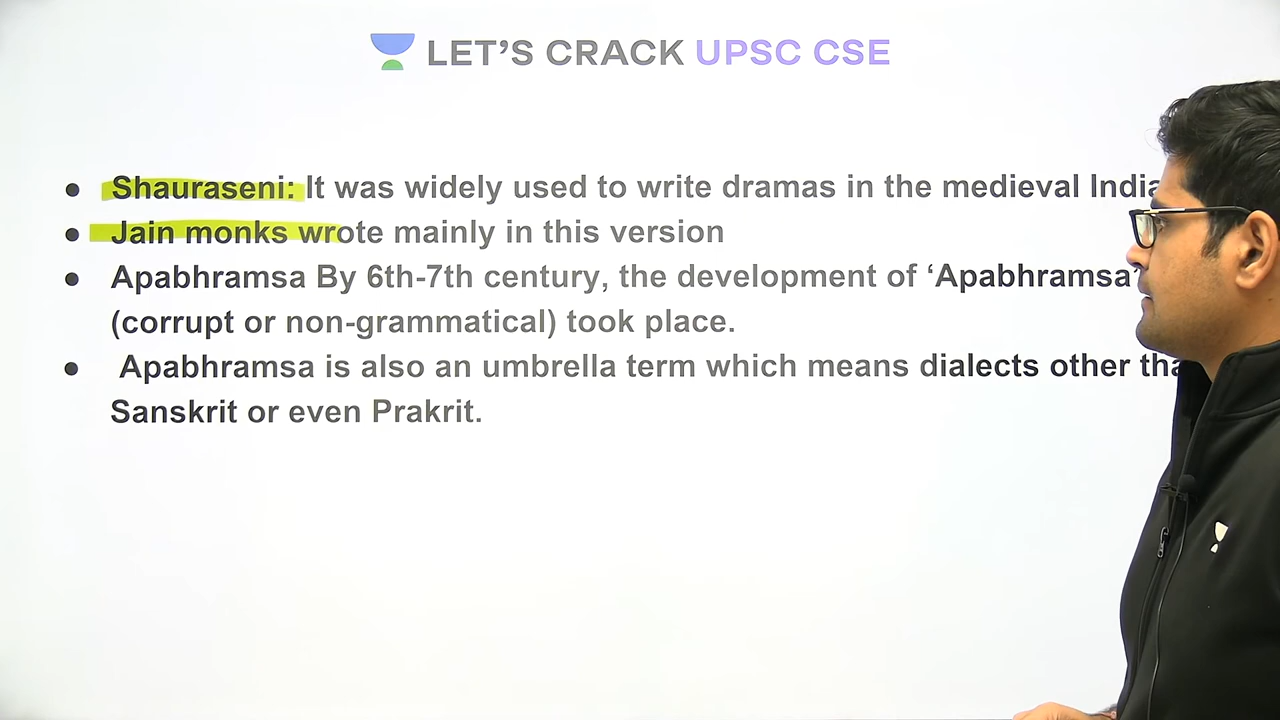 LET'S CRACK UPSC CSE
● Shauraseni: It was widely used to write dramas in the medieval India
● Jain monks wrote mainly in this version
● Apabhramsa By 6th-7th century, the development of ‘Apabhramsa’
(corrupt or non-grammatical) took place.
● Apabhramsa is also an umbrella term which means dialects other
Sanskrit or even Prakrit.